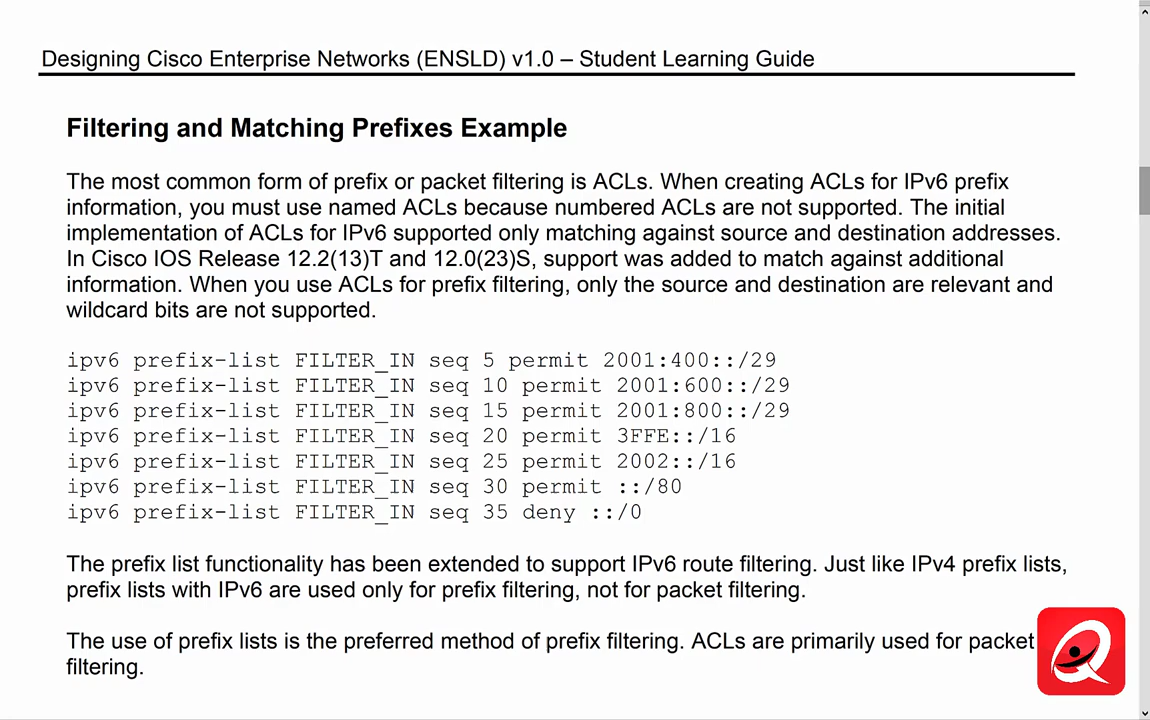 Designing Cisco Enterprise Networks (ENSLD) v1.0 – Student Learning Guide
Filtering and Matching Prefixes Example
The most common form of prefix or packet filtering is ACLs. When creating ACLs for IPv6 prefix
information, you must use named ACLs because numbered ACLs are not supported. The initial
implementation of ACLs for IPv6 supported only matching against source and destination addresses.
In Cisco IOS Release 12.2(13)T and 12.0(23)S, support was added to match against additional
information. When you use ACLs for prefix filtering, only the source and destination are relevant and
wildcard bits are not supported.
ipv6 prefix-list FILTER_IN seq 5 permit 2001:400::/29
ipv6 prefix-list FILTER_IN seq 10 permit 2001:600::/29
ipv6 prefix-list FILTER_IN seq 15 permit 2001:800::/29
ipv6 prefix-list FILTER_IN seq 20 permit 3FFE::/16
ipv6 prefix-list FILTER_IN seq 25 permit 2002::/16
ipv6 prefix-list FILTER_IN seq 30 permit ::/80
ipv6 prefix-list FILTER_IN seq 35 deny ::/0
The prefix list functionality has been extended to support IPv6 route filtering. Just like IPv4 prefix lists,
prefix lists with IPv6 are used only for prefix filtering, not for packet filtering.
The use of prefix lists is the preferred method of prefix filtering. ACLs are primarily used for packet
filtering.